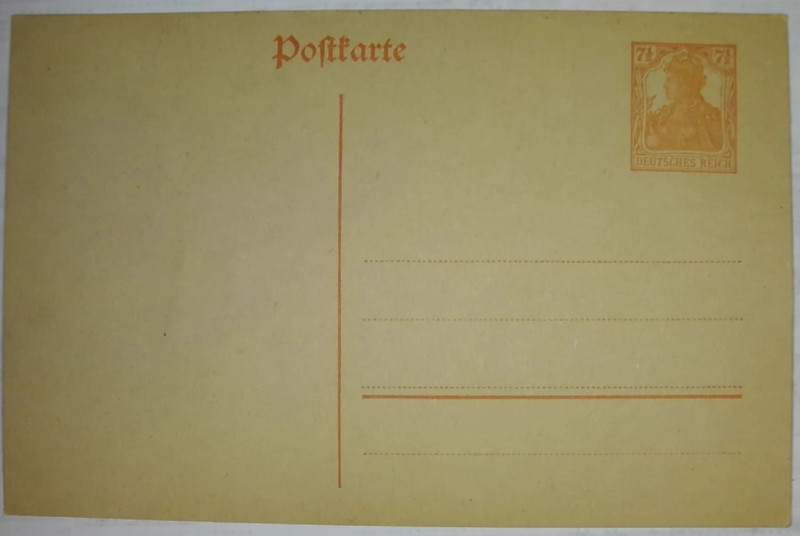 Poſtkarte
7½ 7½
DEUTSCHES REICH